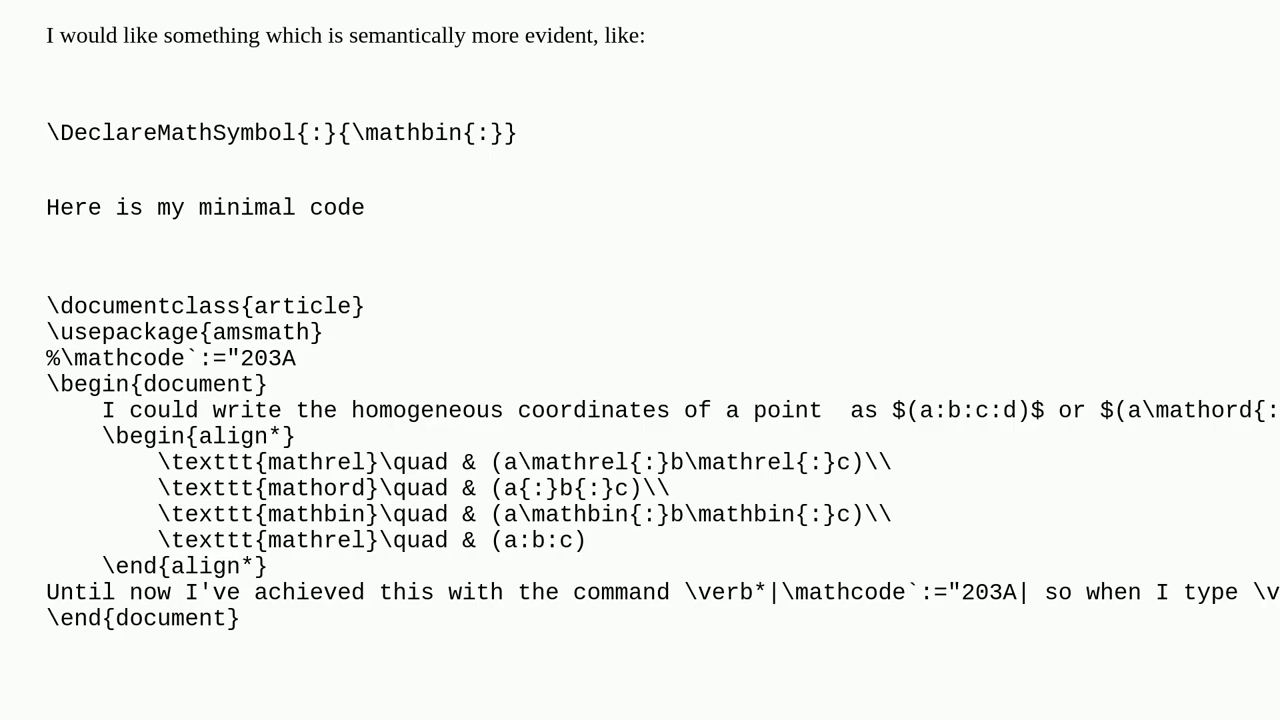 I would like something which is semantically more evident, like:
\DeclareMathSymbol{:}{\mathbin{:}}
Here is my minimal code
\documentclass{article}
\usepackage{amsmath}
%\mathcode`:="203A
\begin{document}
    I could write the homogeneous coordinates of a point  as $(a:b:c:d)$ or $(a\mathord{:
    \begin{align*}
        \texttt{mathrel}\quad & (a\mathrel{:}b\mathrel{:}c)\\
        \texttt{mathord}\quad & (a{:}b{:}c)\\
        \texttt{mathbin}\quad & (a\mathbin{:}b\mathbin{:}c)\\
        \texttt{mathrel}\quad & (a:b:c)
    \end{align*}
Until now I've achieved this with the command \verb*|\mathcode`:="203A| so when I type \v
\end{document}